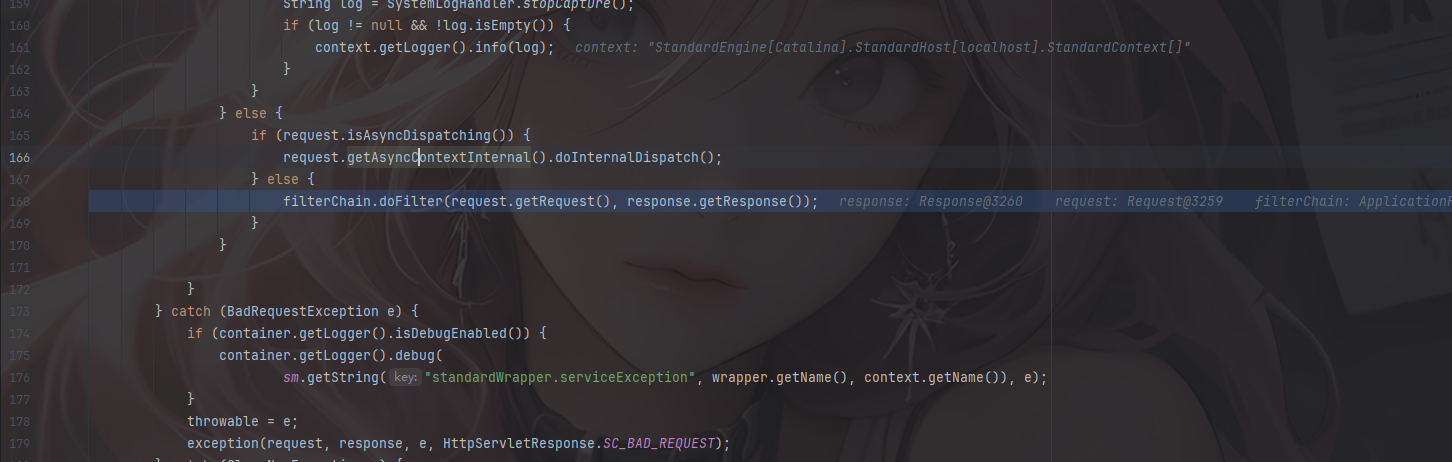 159 String log = SystemLogHandler.stopCapture();
160 if (log != null && !log.isEmpty()) {
161 context.getLogger().info(log); context: "StandardEngine[Catalina].StandardHost[localhost].StandardContext[]"
162 }
163 }
164 } else {
165 if (request.isAsyncDispatching()) {
166 request.getAsyncContextInternal().doInternalDispatch();
167 } else {
168 filterChain.doFilter(request.getRequest(), response.getResponse()); response: Response@3260 request: Request@3259 filterChain: ApplicationF
169 }
170 }
171
172 }
173 } catch (BadRequestException e) {
174 if (container.getLogger().isDebugEnabled()) {
175 container.getLogger().debug(
176 sm.getString( key: "standardWrapper.serviceException", wrapper.getName(), context.getName()), e);
177 }
178 throwable = e;
179 exception(request, response, e, HttpServletResponse.SC_BAD_REQUEST);